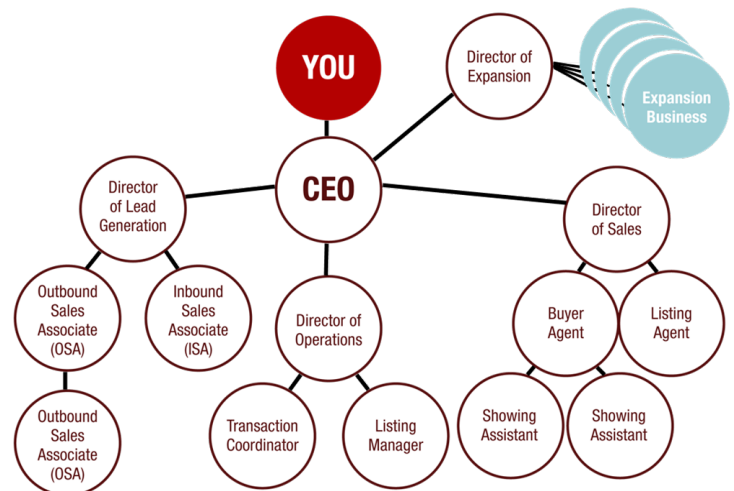 YOU
Director of
Expansion
Expansion
Business
CEO
Director
of Lead
Generation
Director
of Sales
Outbound
Sales
Associate
(OSA)
Inbound
Sales
Associate
(ISA)
Director of
Operations
Buyer
Agent
Listing
Agent
Outbound
Sales
Associate
(OSA)
Transaction
Coordinator
Listing
Manager
Showing
Assistant
Showing
Assistant